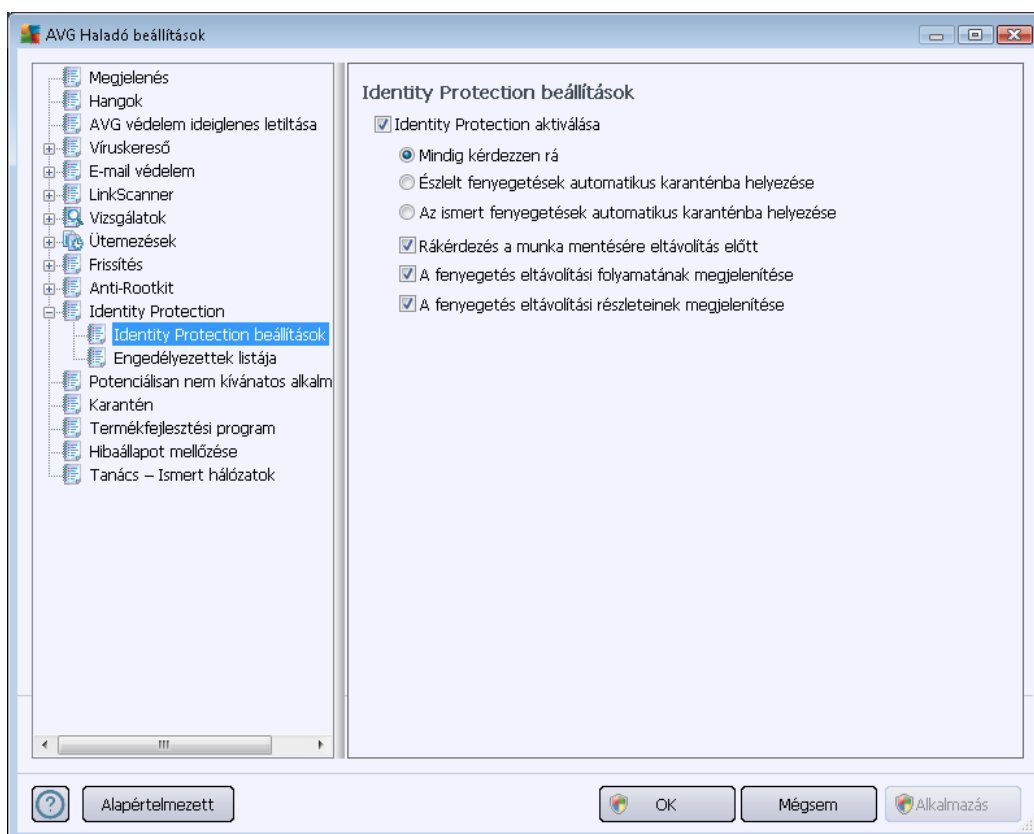 AVG Haladó beállítások
Megjelenés
Hangok
AVG védelem ideiglenes letiltása
Víruskereső
E-mail védelem
LinkScanner
Vizsgálatok
Ütemezések
Frissítés
Anti-Rootkit
Identity Protection
Identity Protection beállítások
Engedélyezettek listája
Potenciálisan nem kívánatos alkalm
Karantén
Termékfejlesztési program
Hibaállapot mellőzése
Tanács – Ismert hálózatok
Identity Protection beállítások
Identity Protection aktiválása
Mindig kérdezzen rá
Észlelt fenyegetések automatikus karanténba helyezése
Az ismert fenyegetések automatikus karanténba helyezése
Rákérdezés a munka mentésére eltávolítás előtt
A fenyegetés eltávolítási folyamatának megjelenítése
A fenyegetés eltávolítási részleteinek megjelenítése
Alapértelmezett
OK
Mégsem
Alkalmazás